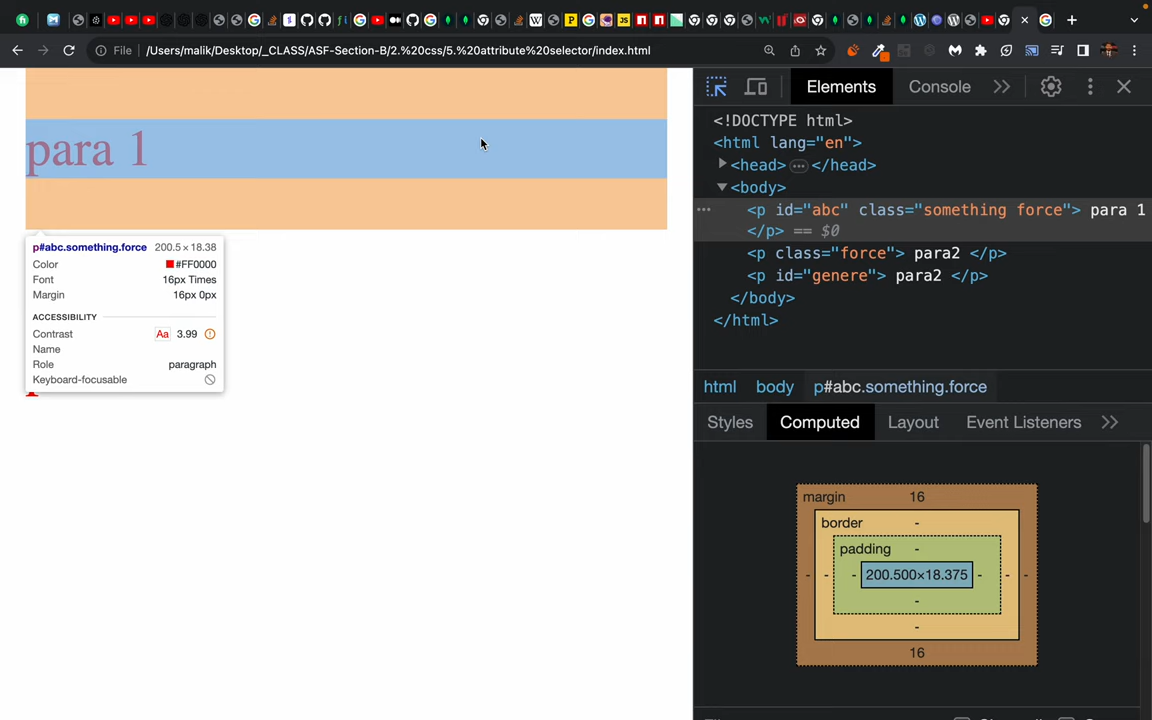 File /Users/malik/Desktop/_CLASS/ASF-Section-B/2.%20css/5.%20attribute%20selector/index.html
para 1
p#abc.something.force 200.5 × 18.38
Color #FF0000
Font 16px Times
Margin 16px 0px
ACCESSIBILITY
Contrast Aa 3.99
Name
Role paragraph
Keyboard-focusable
Elements Console
<!DOCTYPE html>
<html lang="en">
<head> ... </head>
<body>
<p id="abc" class="something force"> para 1
</p> == $0
<p class="force"> para2 </p>
<p id="genere"> para2 </p>
</body>
</html>
html body p#abc.something.force
Styles Computed Layout Event Listeners
margin 16
border -
padding -
- - - 200.500×18.375 - - -
-
-
16